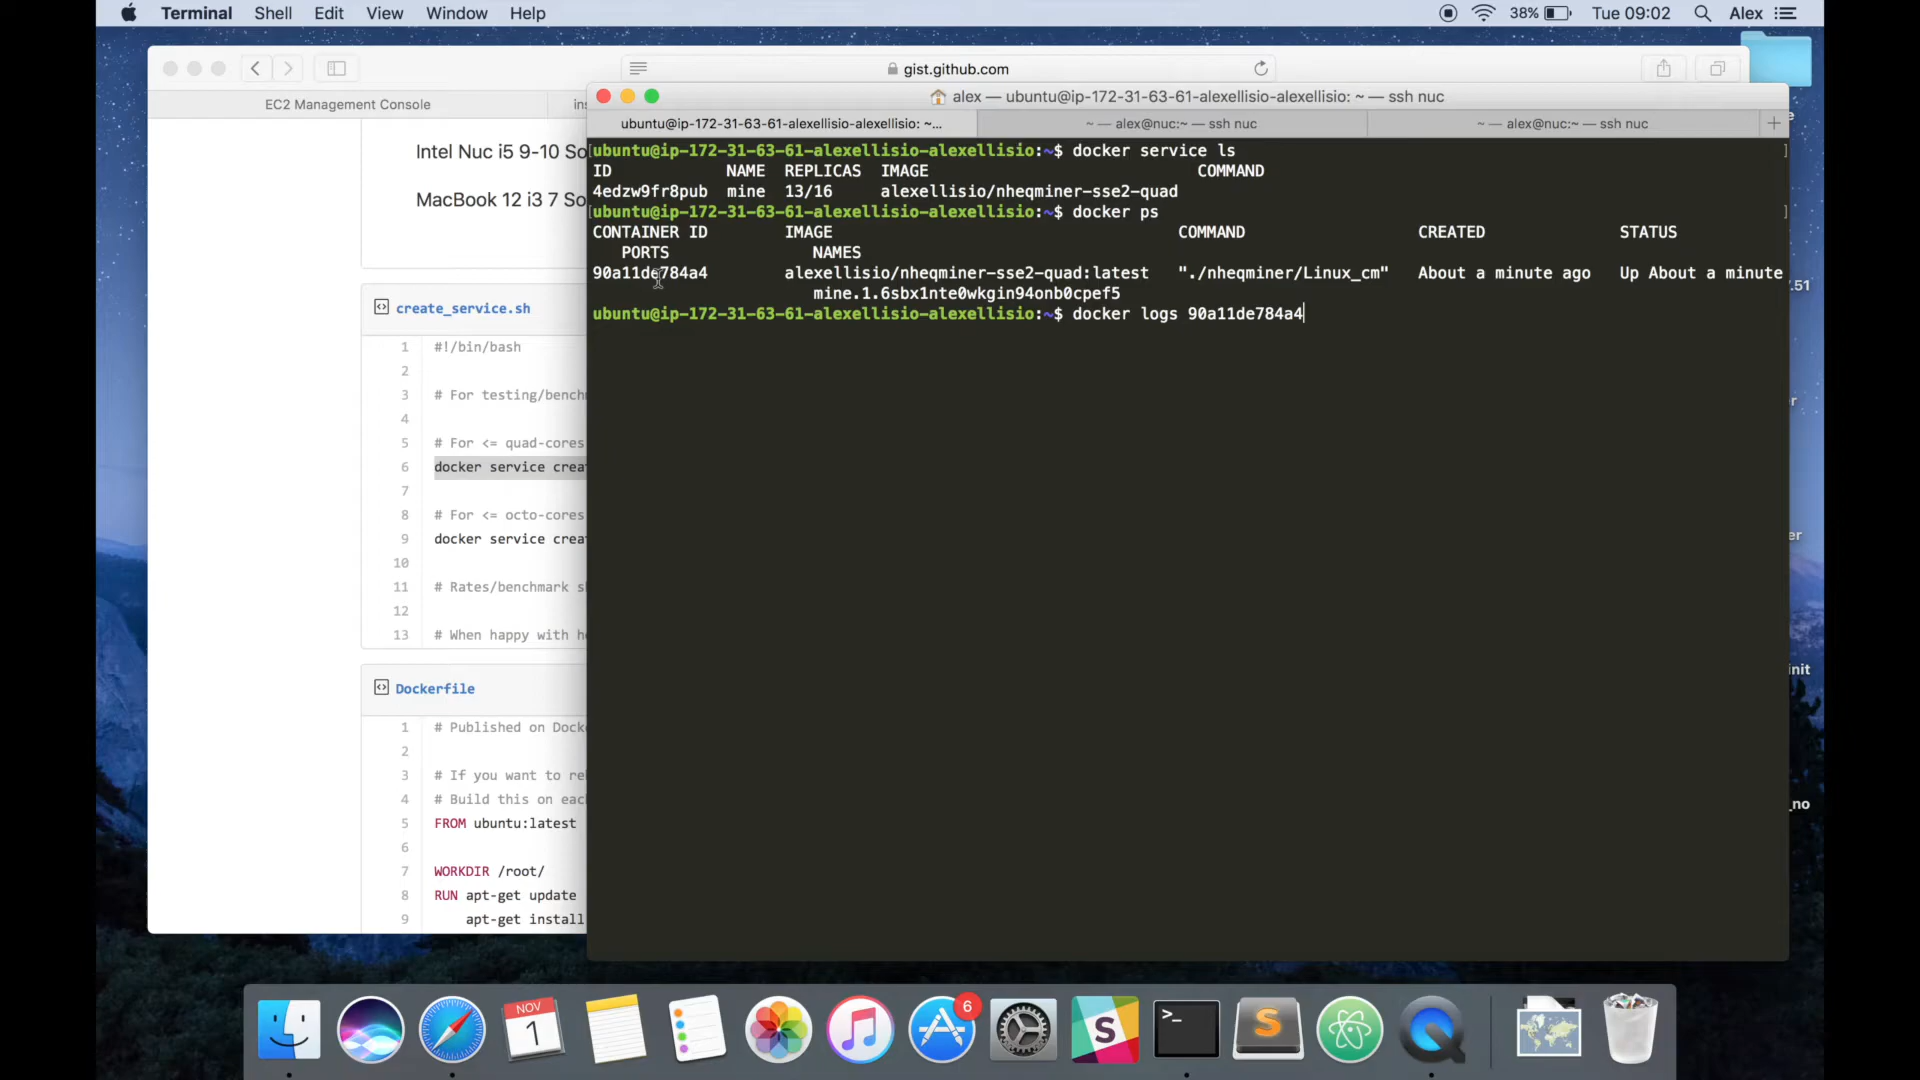 Terminal Shell Edit View Window Help 38% Tue 09:02 Alex
gist.github.com
EC2 Management Console
ins
Intel Nuc i5 9-10 So
MacBook 12 i3 7 So
create_service.sh
1 #!/bin/bash
2
3 # For testing/bench
4
5 # For <= quad-cores
6 docker service crea
7
8 # For <= octo-cores
9 docker service crea
10
11 # Rates/benchmark s
12
13 # When happy with h
Dockerfile
1 # Published on Dock
2
3 # If you want to re
4 # Build this on eac
5 FROM ubuntu:latest
6
7 WORKDIR /root/
8 RUN apt-get update
9 apt-get install
alex — ubuntu@ip-172-31-63-61-alexellisio-alexellisio: ~ — ssh nuc
ubuntu@ip-172-31-63-61-alexellisio-alexellisio: ~... ~ — alex@nuc:~ — ssh nuc ~ — alex@nuc:~ — ssh nuc
[ubuntu@ip-172-31-63-61-alexellisio-alexellisio:~$ docker service ls ]
ID NAME REPLICAS IMAGE COMMAND
4edzw9fr8pub mine 13/16 alexellisio/nheqminer-sse2-quad
[ubuntu@ip-172-31-63-61-alexellisio-alexellisio:~$ docker ps ]
CONTAINER ID IMAGE COMMAND CREATED STATUS
PORTS NAMES
90a11de784a4 alexellisio/nheqminer-sse2-quad:latest "./nheqminer/Linux_cm" About a minute ago Up About a minute
mine.1.6sbx1nte0wkgin94onb0cpef5
ubuntu@ip-172-31-63-61-alexellisio-alexellisio:~$ docker logs 90a11de784a4
.51
er
init
_no
NOV
1
6
S
>_
S